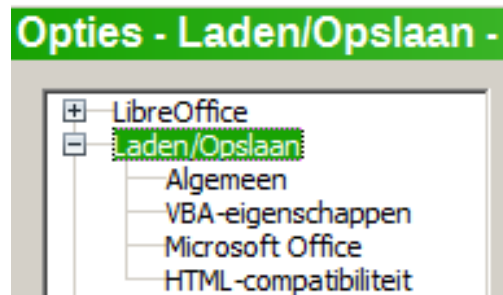 Opties - Laden/Opslaan -
LibreOffice
Laden/Opslaan
Algemeen
VBA-eigenschappen
Microsoft Office
HTML-compatibiliteit